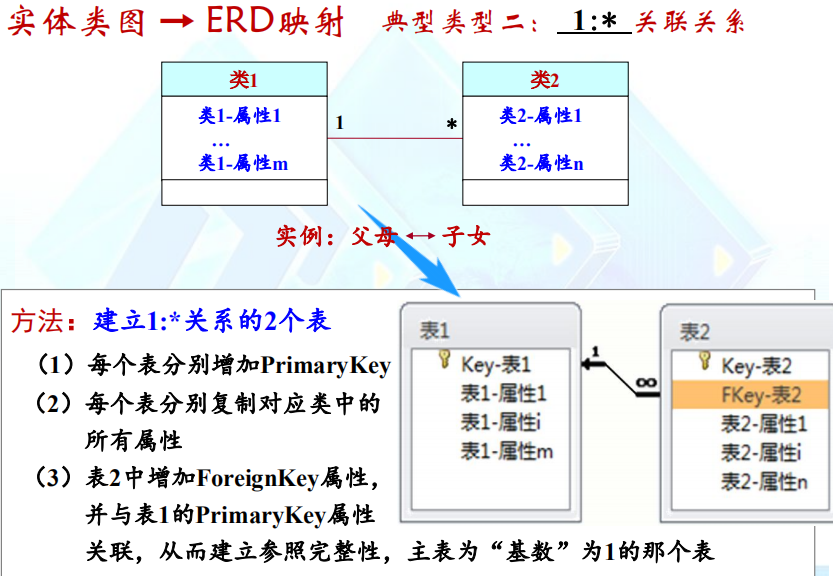 实体类图 → ERD映射 典型类型二：1:*关联关系
类1
类1-属性1
...
类1-属性m
1
*
类2
类2-属性1
...
类2-属性n
实例：父母 ↔ 子女
方法：建立1:*关系的2个表
（1）每个表分别增加PrimaryKey
（2）每个表分别复制对应类中的
所有属性
（3）表2中增加ForeignKey属性，
并与表1的PrimaryKey属性
关联，从而建立参照完整性，主表为“基数”为1的那个表
表1
Key-表1
表1-属性1
表1-属性i
表1-属性m
1
∞
表2
Key-表2
FKey-表2
表2-属性1
表2-属性i
表2-属性n